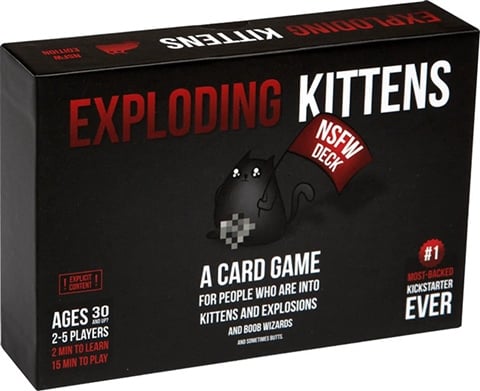 EXPLODING KITTENS
NSFW
EDITION
EXPLODING KITTENS
NSFW
DECK
A CARD GAME
FOR PEOPLE WHO ARE INTO
KITTENS AND EXPLOSIONS
AND BOOB WIZARDS
AND SOMETIMES BUTTS.
! EXPLICIT CONTENT !
AGES 30 AND UP?
2-5 PLAYERS
2 MIN TO LEARN
15 MIN TO PLAY
#1
MOST-BACKED
KICKSTARTER
EVER